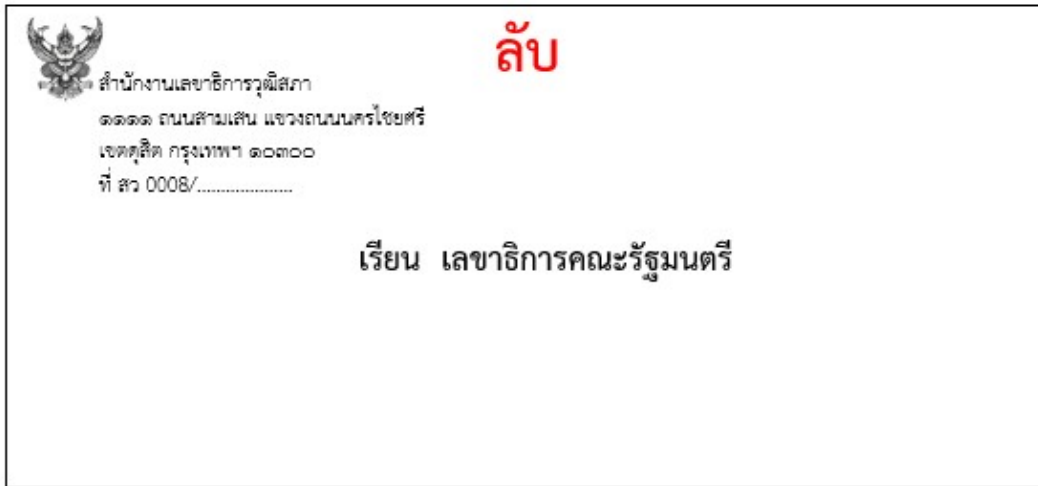 ลับ
สำนักงานเลขาธิการวุฒิสภา
๑๑๑๑ ถนนสามเสน แขวงถนนนครไชยศรี
เขตดุสิต กรุงเทพฯ ๑๐๓๐๐
ที่ สว 0008/.....................
เรียน เลขาธิการคณะรัฐมนตรี